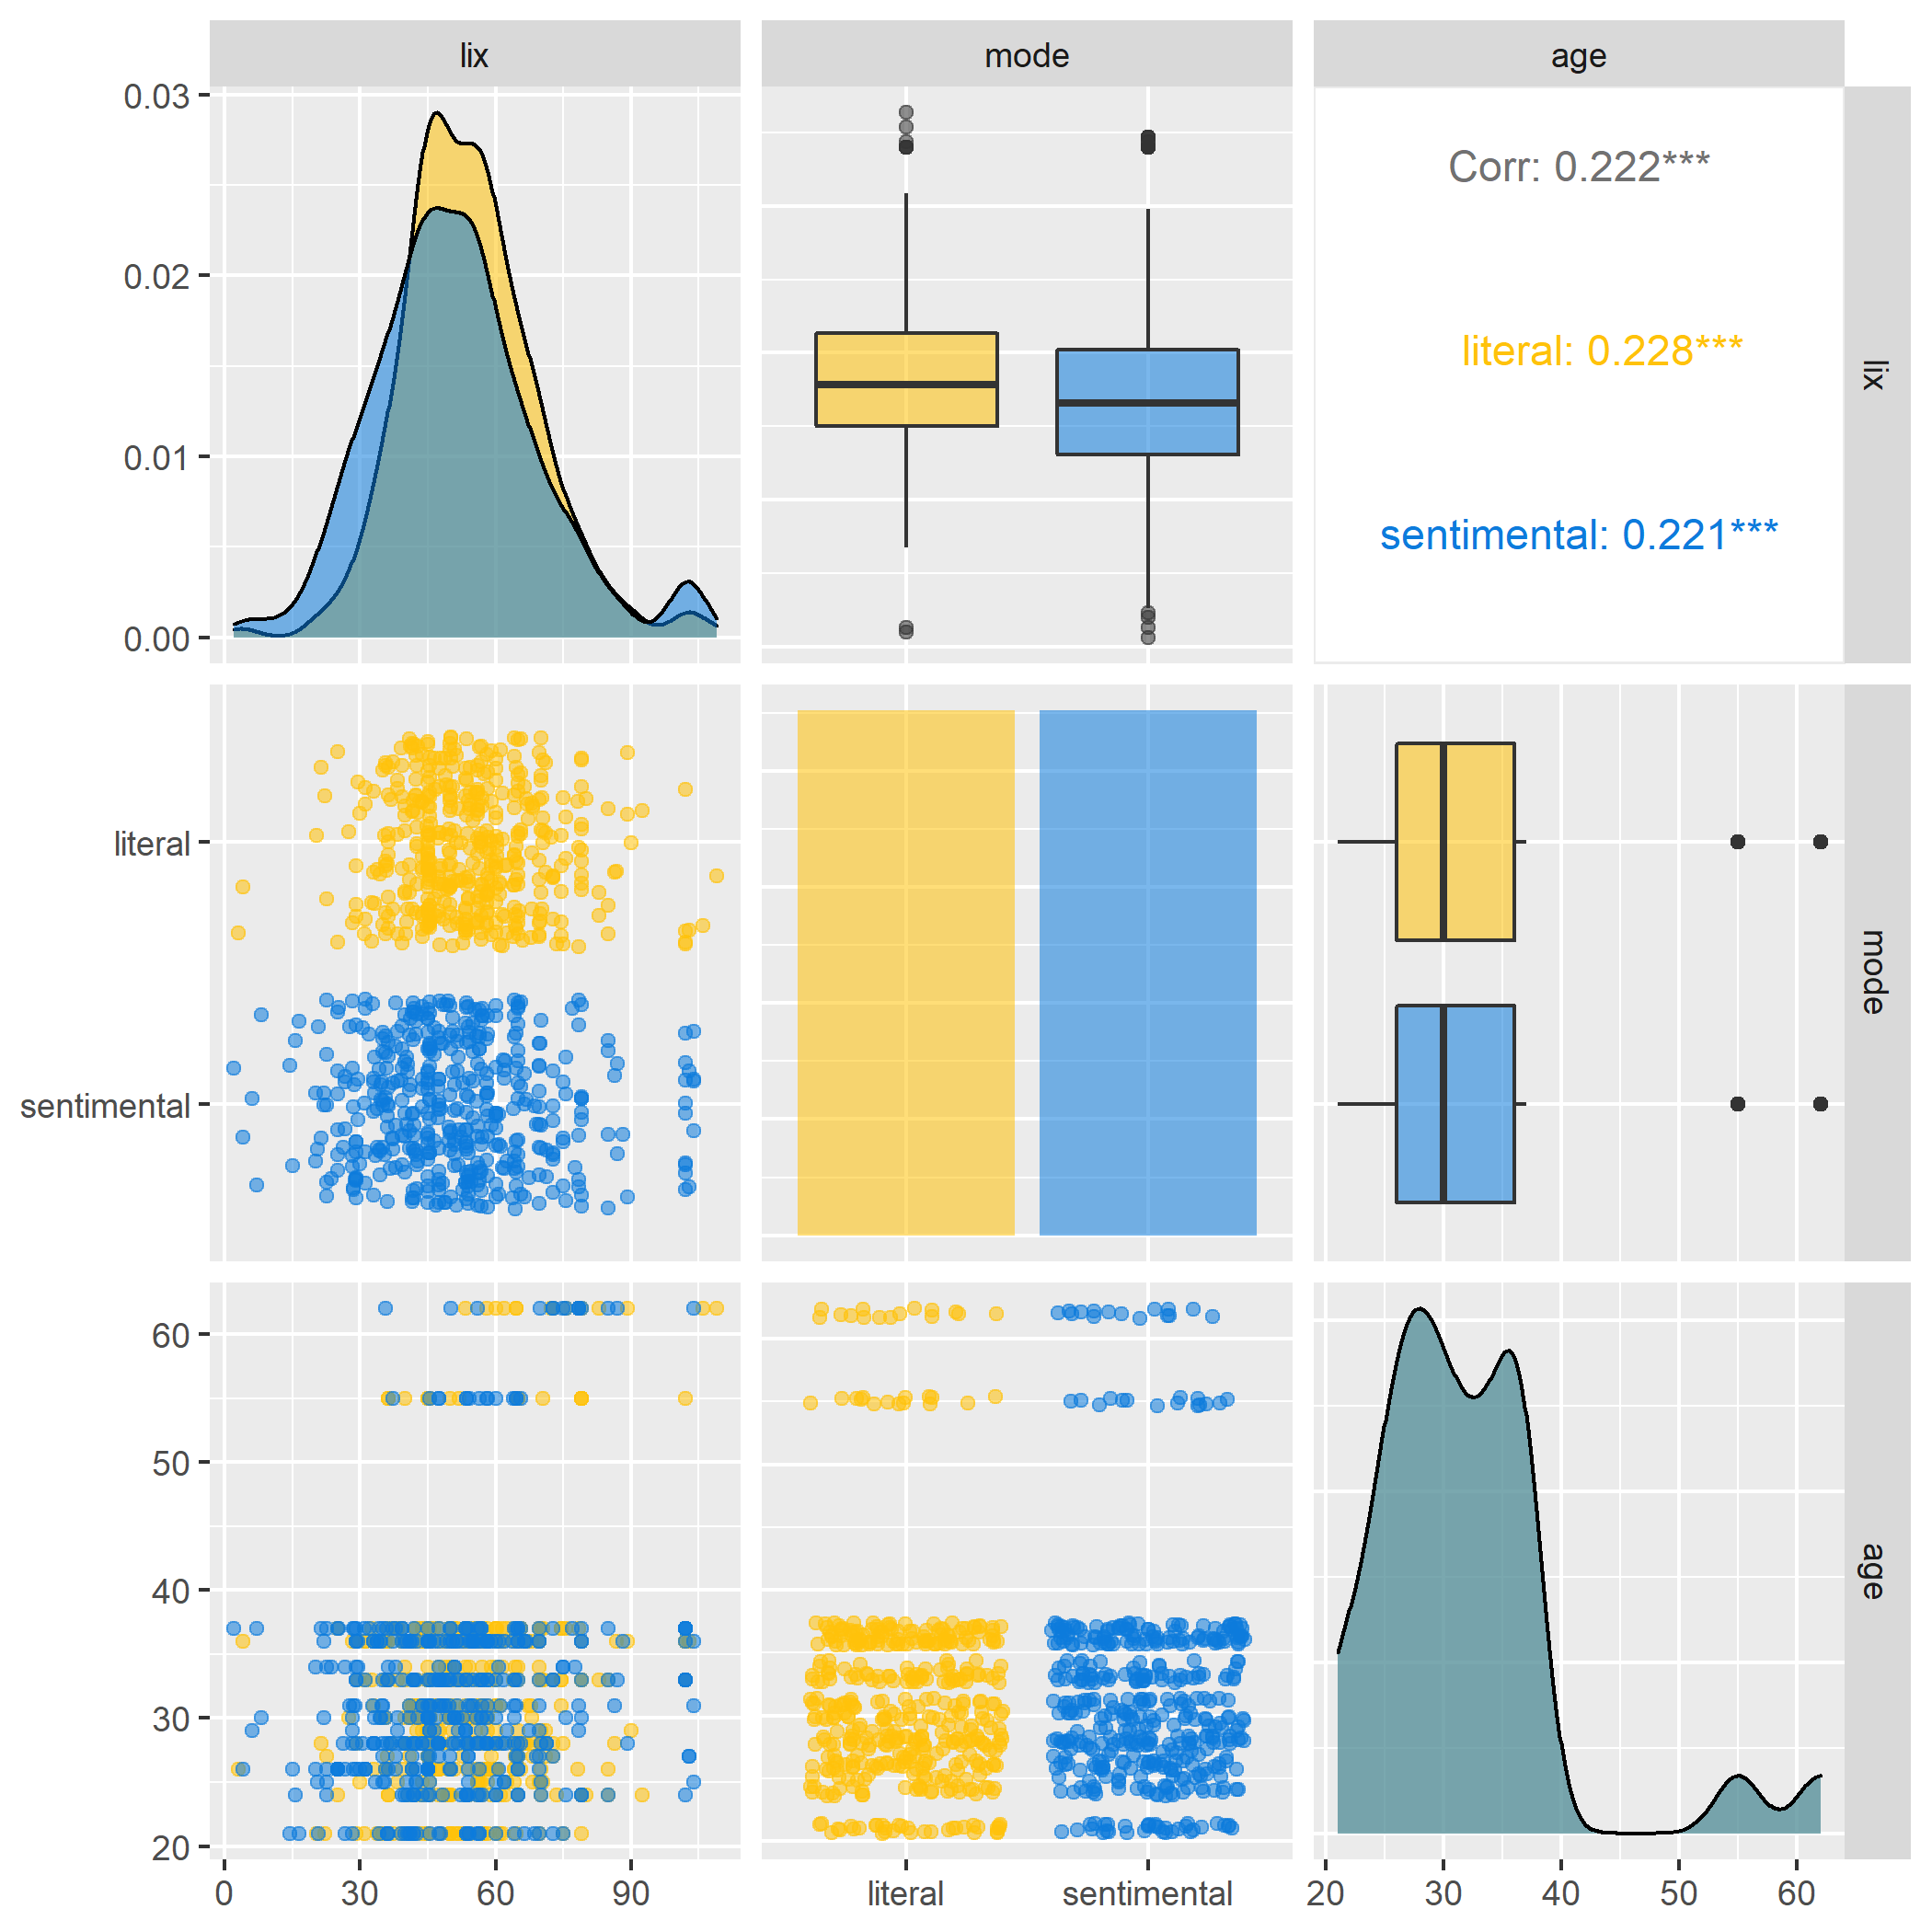 lix
mode
age
0.03
0.02
0.01
0.00
Corr: 0.222***
literal: 0.228***
sentimental: 0.221***
lix
literal
sentimental
mode
60
50
40
30
20
age
0
30
60
90
literal
sentimental
20
30
40
50
60